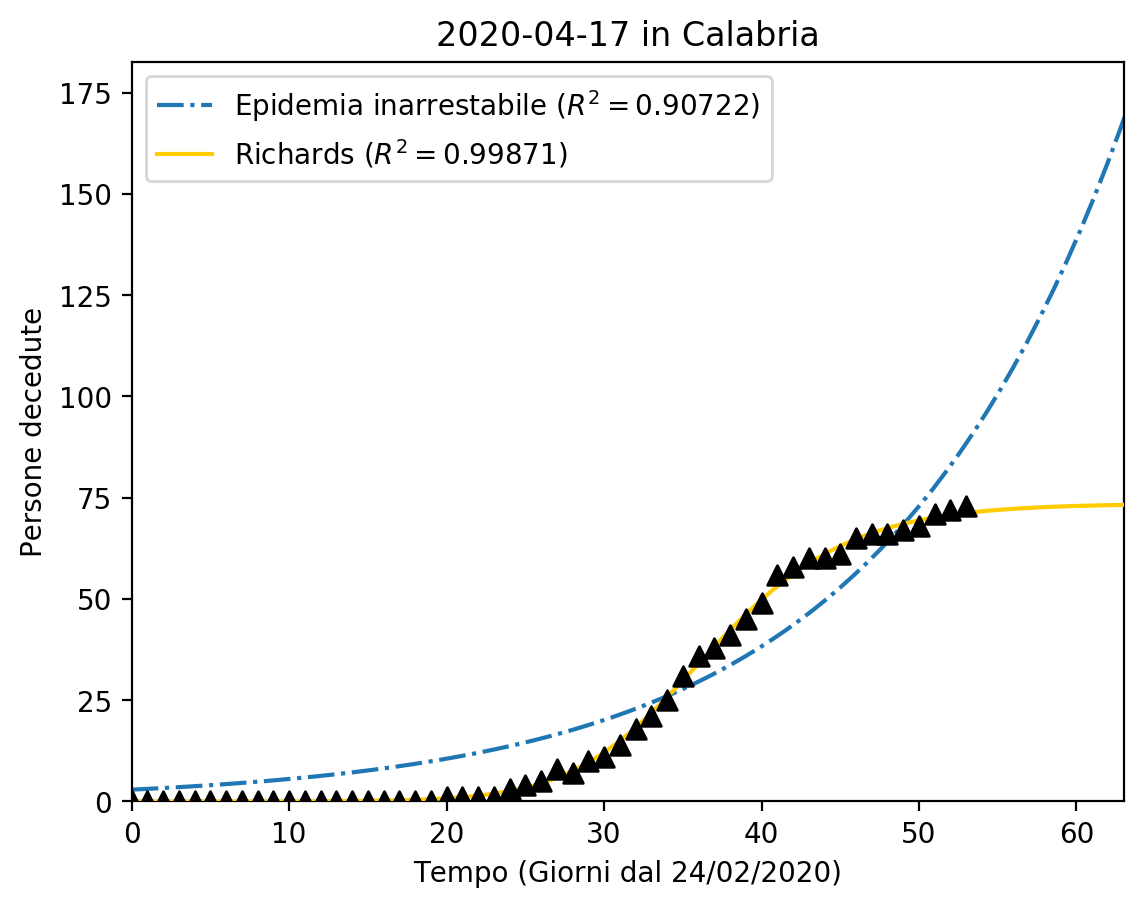 2020-04-17 in Calabria
Epidemia inarrestabile (R² = 0.90722)
Richards (R² = 0.99871)
175
150
125
100
75
50
25
0
Persone decedute
0 10 20 30 40 50 60
Tempo (Giorni dal 24/02/2020)